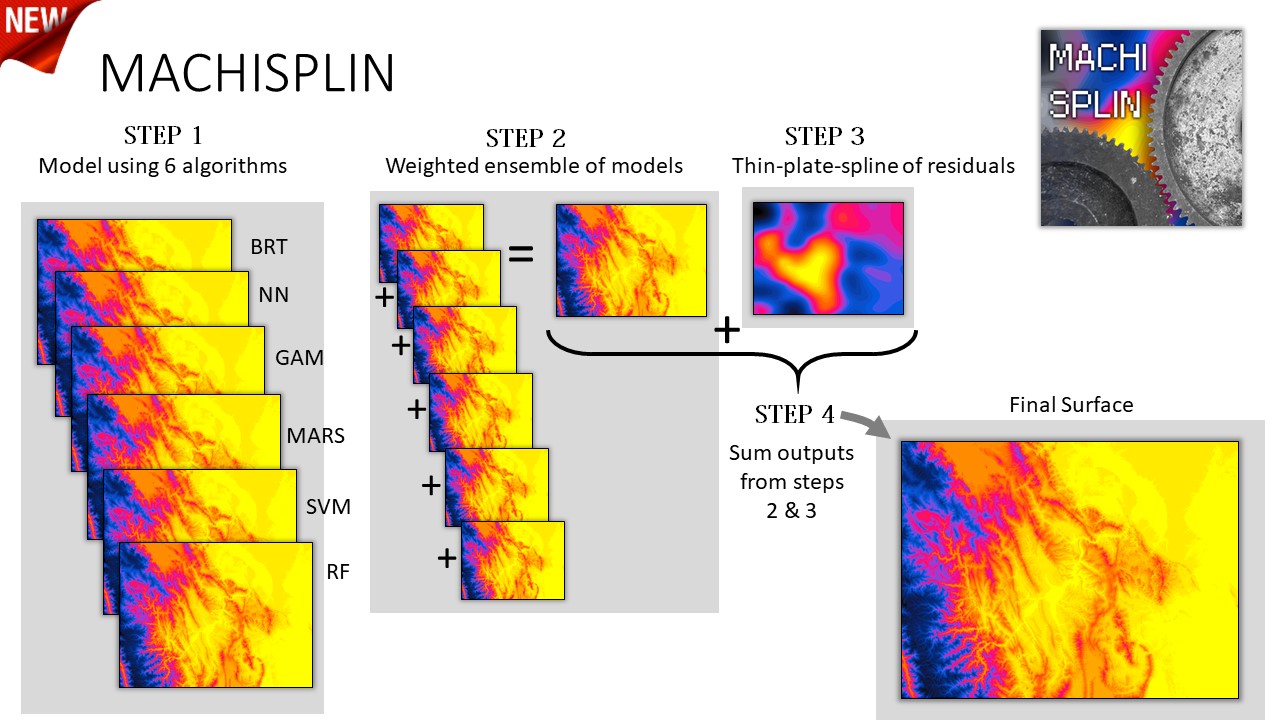 NEW
MACHISPLIN
MACHI
SPLIN
STEP 1
Model using 6 algorithms
BRT
NN
GAM
MARS
SVM
RF
STEP 2
Weighted ensemble of models
=
+
+
+
+
+
STEP 3
Thin-plate-spline of residuals
+
STEP 4
Sum outputs
from steps
2 & 3
Final Surface